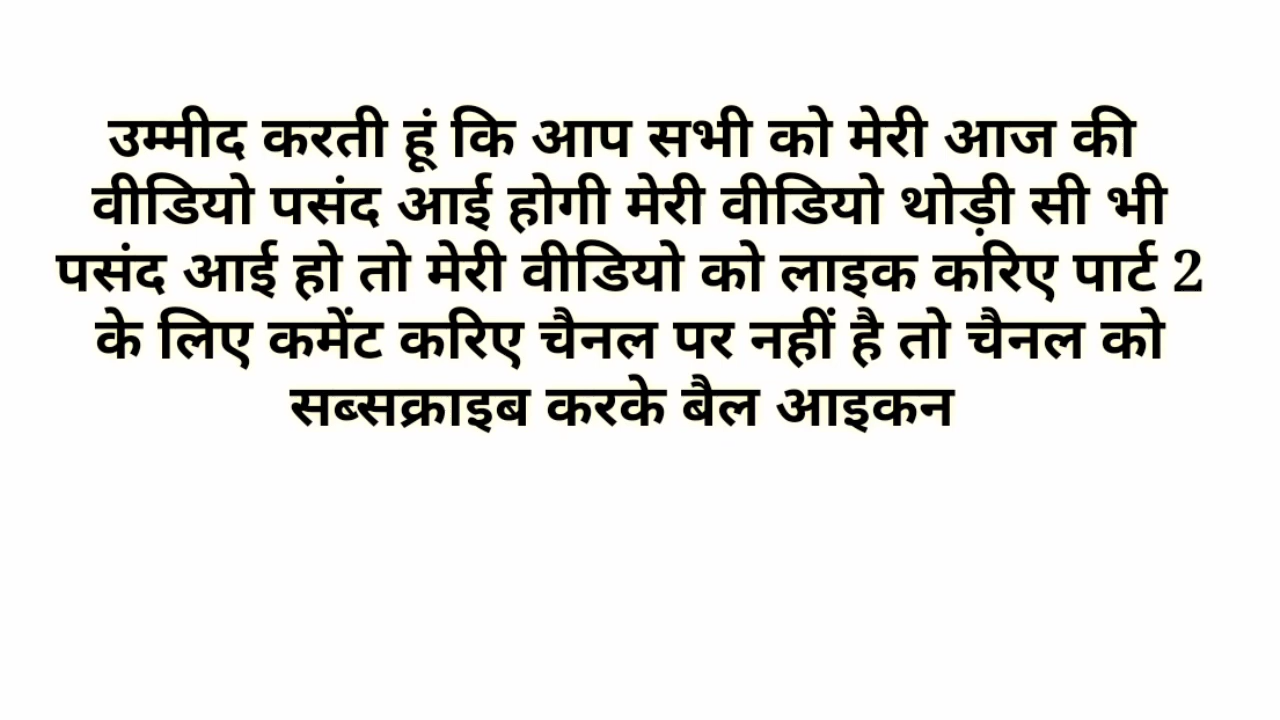 उम्मीद करती हूं कि आप सभी को मेरी आज की
वीडियो पसंद आई होगी मेरी वीडियो थोड़ी सी भी
पसंद आई हो तो मेरी वीडियो को लाइक करिए पार्ट 2
के लिए कमेंट करिए चैनल पर नहीं है तो चैनल को
सब्सक्राइब करके बैल आइकन